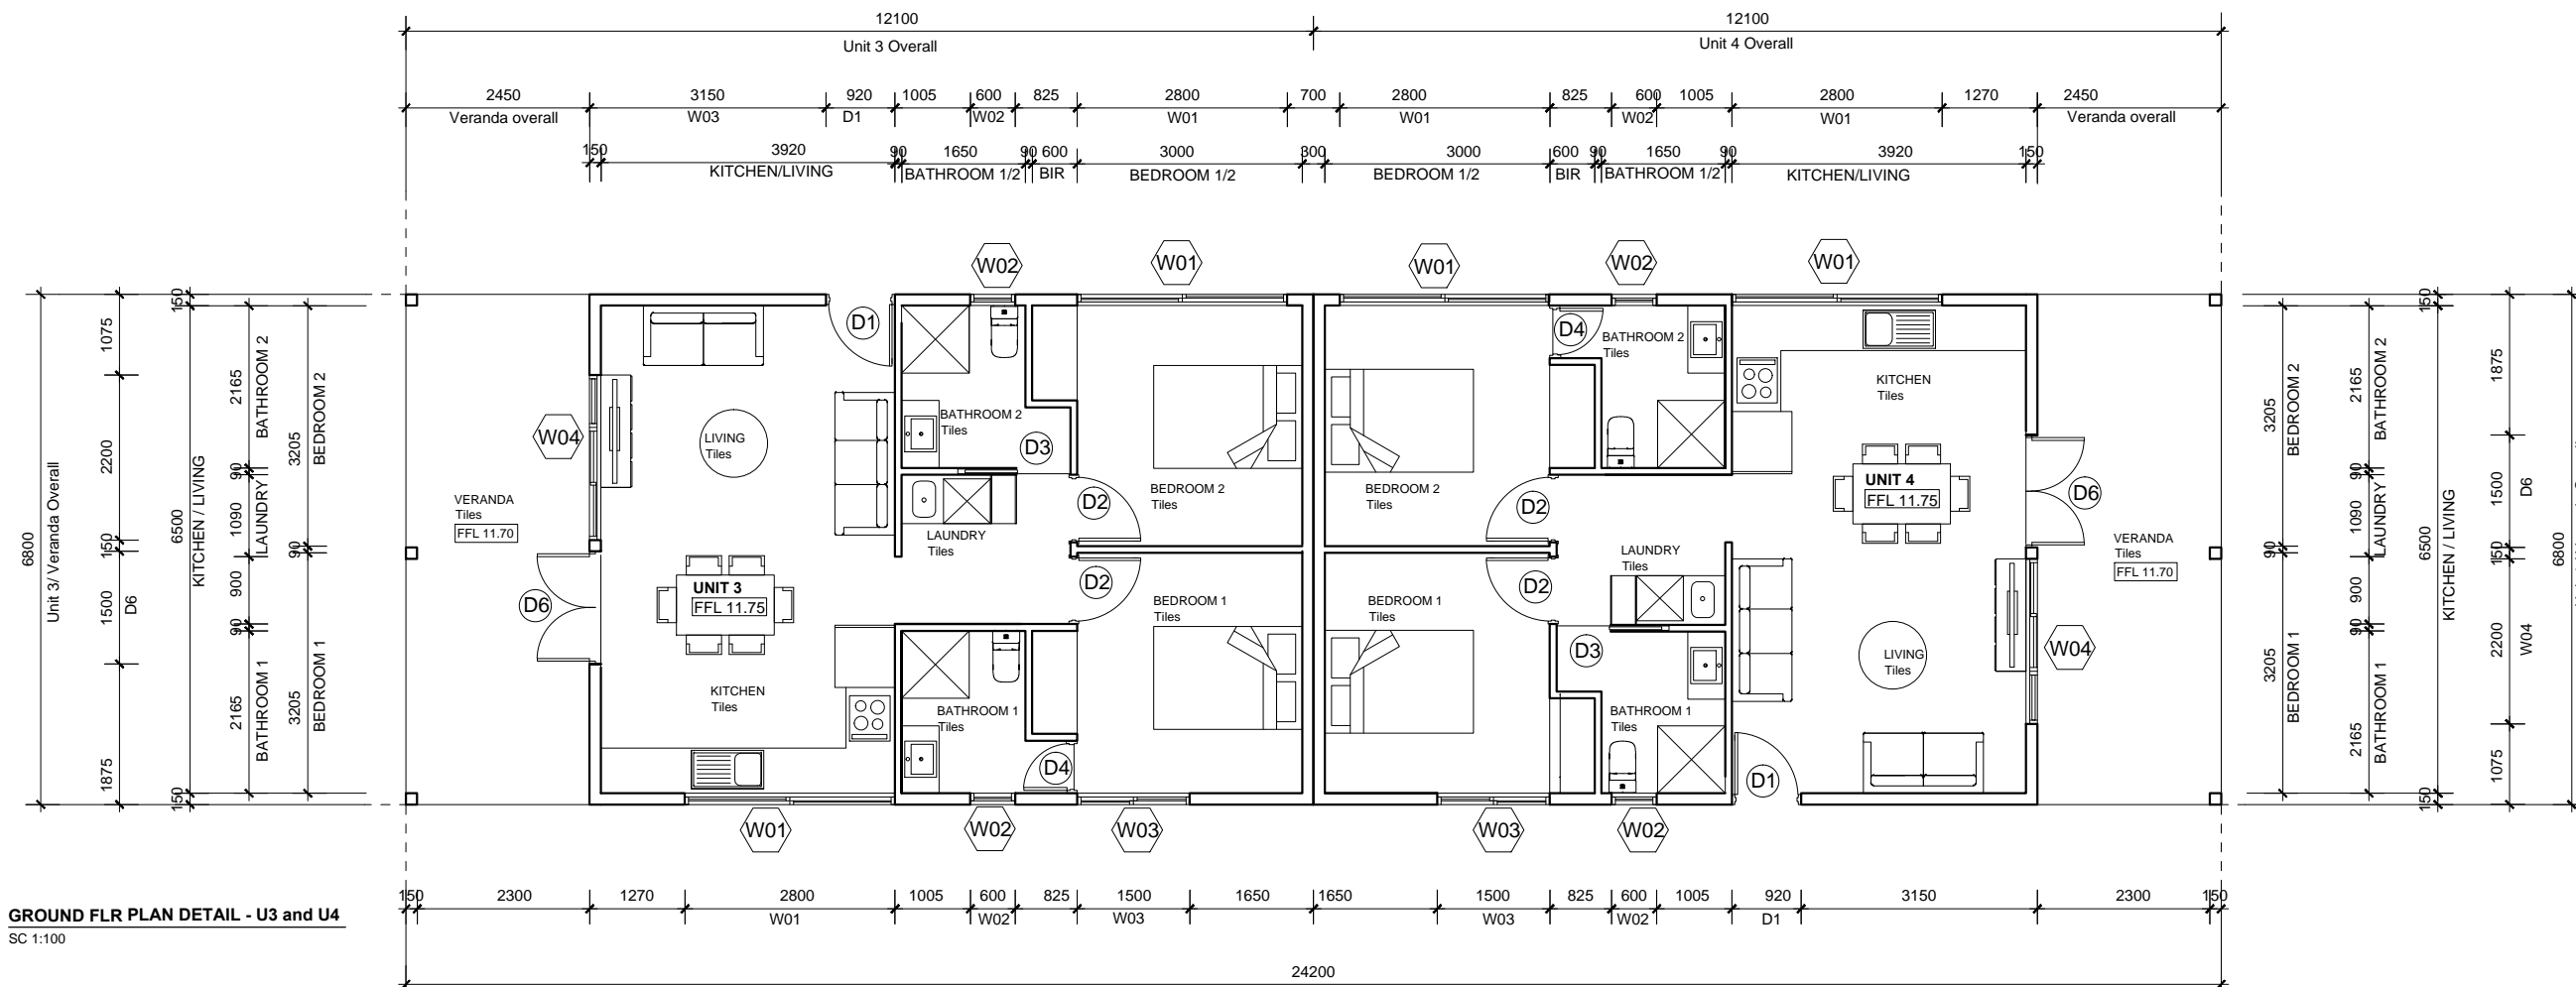 12100
12100
Unit 3 Overall
Unit 4 Overall
2450
3150
920
1005
600
825
2800
700
2800
825
600
1005
2800
1270
2450
Veranda overall
W03
D1
W02
W01
W01
W02
W01
Veranda overall
150
3920
90
1650
90
600
3000
300
3000
600
90
1650
90
3920
150
KITCHEN/LIVING
BATHROOM 1/2
BIR
BEDROOM 1/2
BEDROOM 1/2
BIR
BATHROOM 1/2
KITCHEN/LIVING
W02
W01
W01
W02
W01
6800
Unit 3/ Veranda Overall
1075
2200
150
1500
D6
1875
150
6500
KITCHEN / LIVING
150
2165
BATHROOM 2
90
1090
LAUNDRY
900
90
2165
BATHROOM 1
3205
BEDROOM 2
90
3205
BEDROOM 1
VERANDA
Tiles
FFL 11.70
W04
D6
D1
LIVING
Tiles
UNIT 3
FFL 11.75
KITCHEN
Tiles
BATHROOM 2
Tiles
D3
LAUNDRY
Tiles
BATHROOM 1
Tiles
D4
D2
D2
BEDROOM 2
Tiles
BEDROOM 1
Tiles
BEDROOM 2
Tiles
BEDROOM 1
Tiles
D2
D2
D4
BATHROOM 2
Tiles
LAUNDRY
Tiles
D3
BATHROOM 1
Tiles
D1
KITCHEN
Tiles
UNIT 4
FFL 11.75
LIVING
Tiles
D6
W04
VERANDA
Tiles
FFL 11.70
3205
BEDROOM 2
90
3205
BEDROOM 1
2165
BATHROOM 2
90
1090
LAUNDRY
900
90
2165
BATHROOM 1
150
6500
KITCHEN / LIVING
150
1875
1500
D6
150
2200
W04
1075
6800
W01
W02
W03
W03
W02
150
2300
1270
2800
1005
600
825
1500
1650
1650
1500
825
600
1005
920
3150
2300
150
W01
W02
W03
W03
W02
D1
24200
GROUND FLR PLAN DETAIL - U3 and U4
SC 1:100